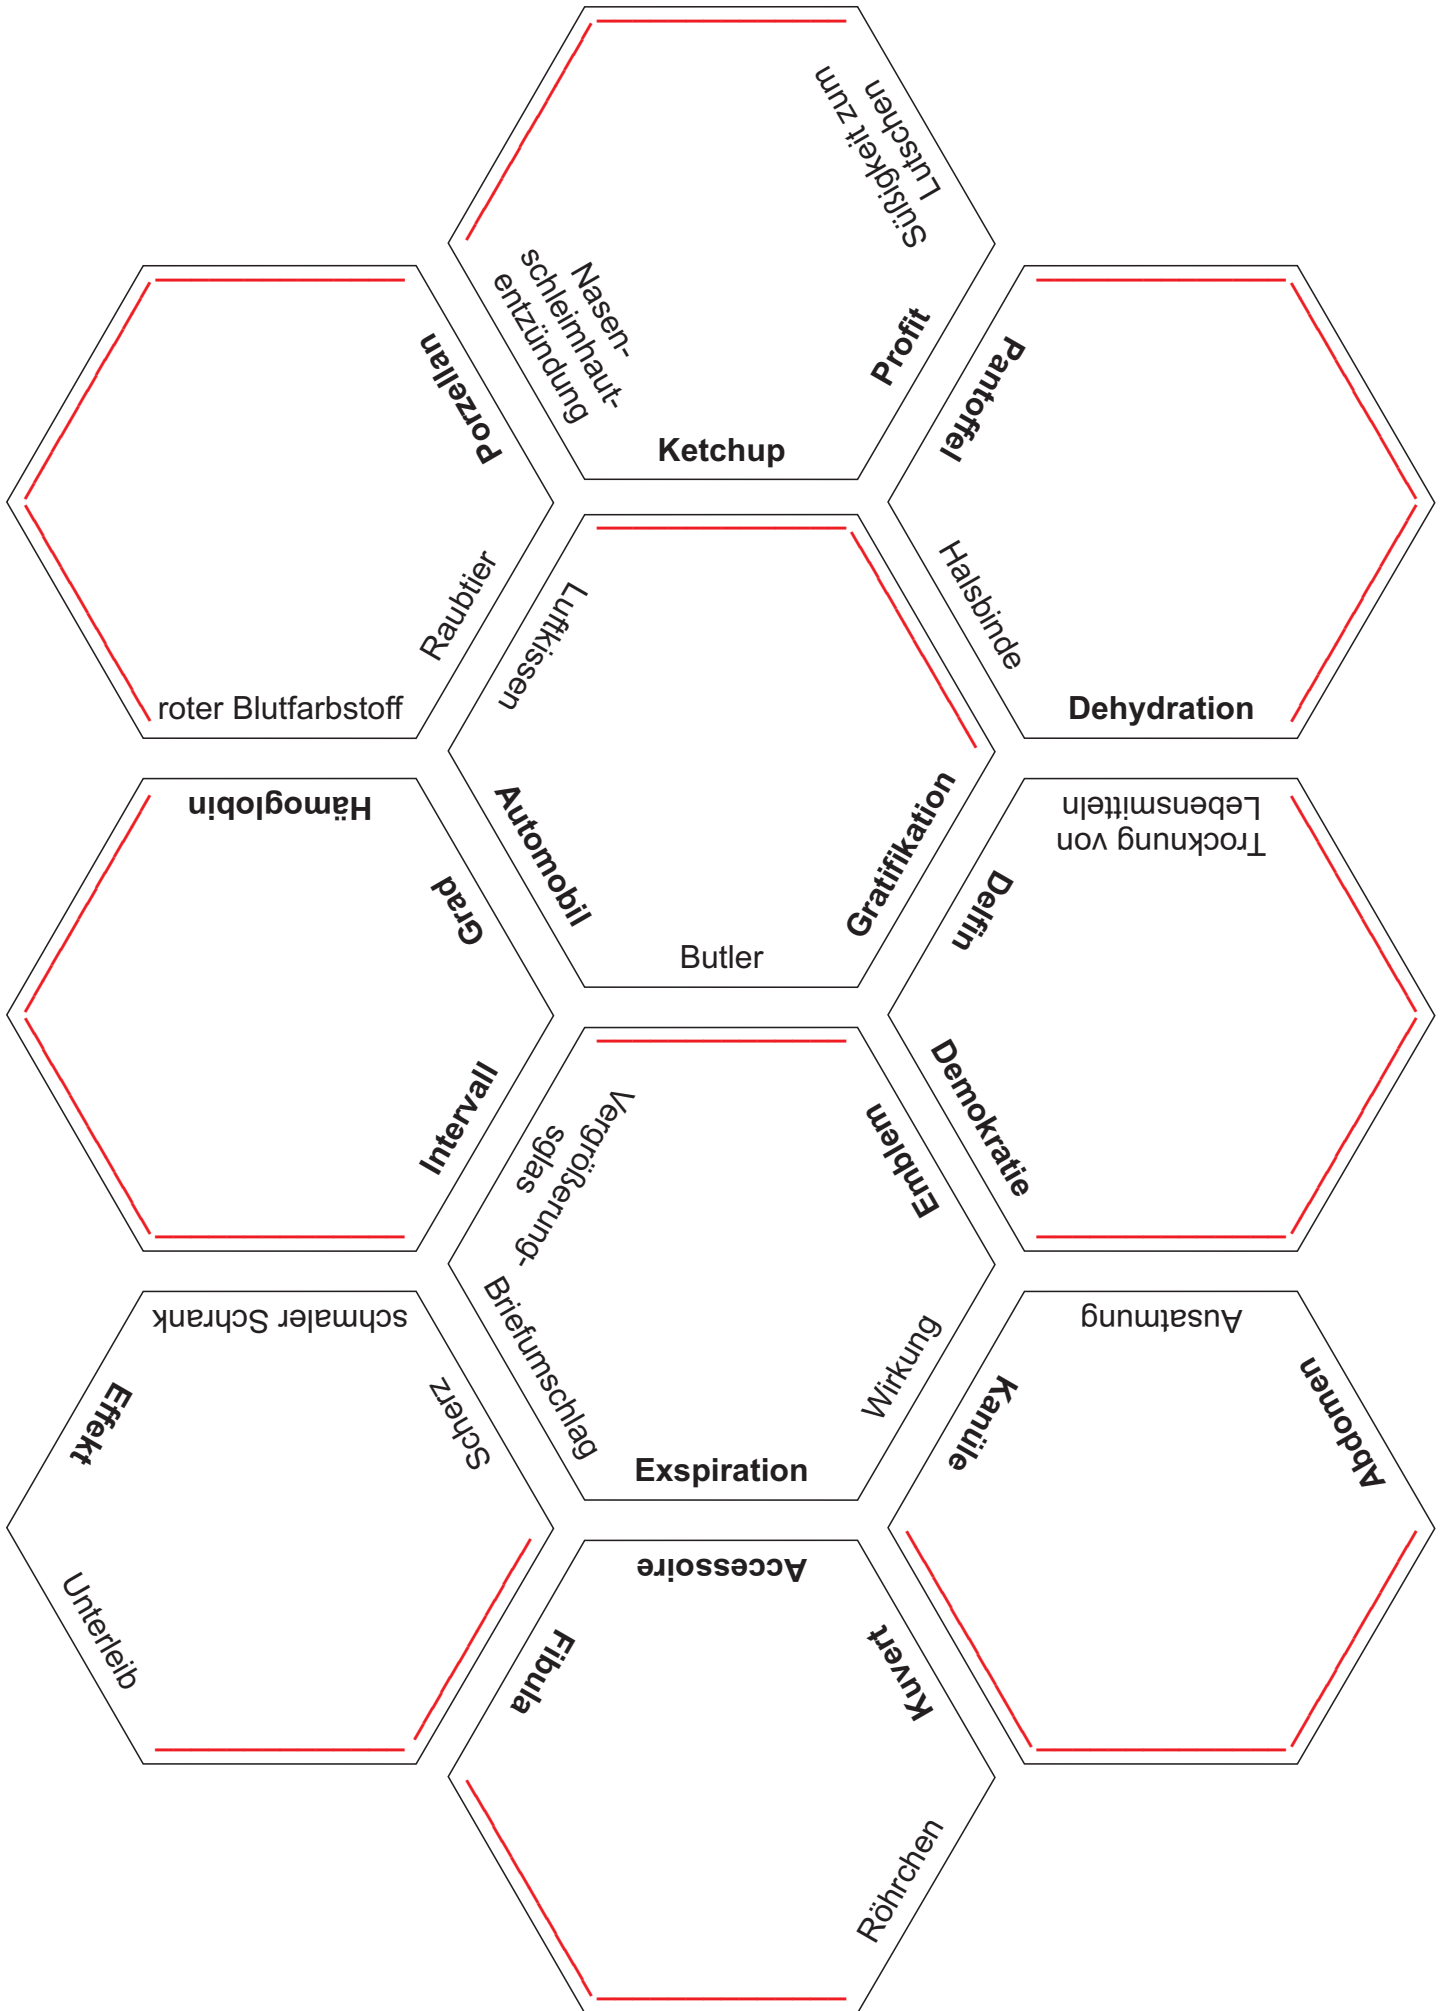 Süßigkeit zum
Lutschen
Nasen-
schleimhaut-
entzündung
Profit
Ketchup
Porzellan
Raubtier
roter Blutfarbstoff
Pantoffel
Halsbinde
Dehydration
Luftkissen
Automobil
Gratifikation
Butler
Hämoglobin
Grad
Intervall
Trocknung von
Lebensmitteln
Delfin
Demokratie
Vergrößerung-
sglas
Emblem
Briefumschlag
Wirkung
Exspiration
schmaler Schrank
Effekt
Scherz
Unterleib
Ausatmung
Kanüle
Abdomen
Accessoire
Fibula
Kuvert
Röhrchen